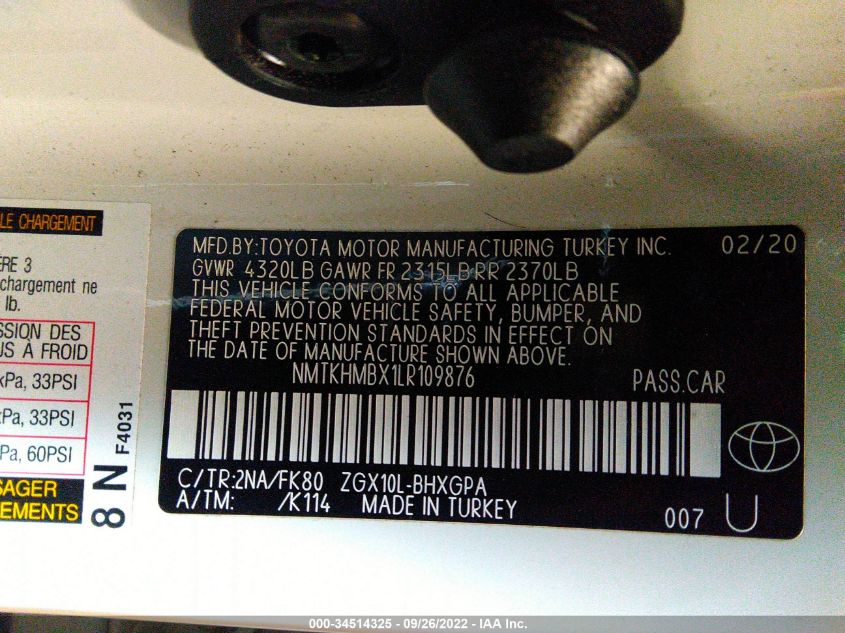 LE CHARGEMENT
ÈRE 3
chargement ne
lb.
SSION DES
US À FROID
kPa, 33PSI
kPa, 33PSI
Pa, 60PSI
SAGER
EMENTS
8 N F4031
MFD.BY:TOYOTA MOTOR MANUFACTURING TURKEY INC. 02/20
GVWR 4320LB GAWR FR 2315LB RR 2370LB
THIS VEHICLE CONFORMS TO ALL APPLICABLE
FEDERAL MOTOR VEHICLE SAFETY, BUMPER, AND
THEFT PREVENTION STANDARDS IN EFFECT ON
THE DATE OF MANUFACTURE SHOWN ABOVE.
NMTKHMBX1LR109876 PASS.CAR
C/TR:2NA/FK80 ZGX10L-BHXGPA
A/TM: /K114 MADE IN TURKEY
007 U
000-34514325 - 09/26/2022 - IAA Inc.